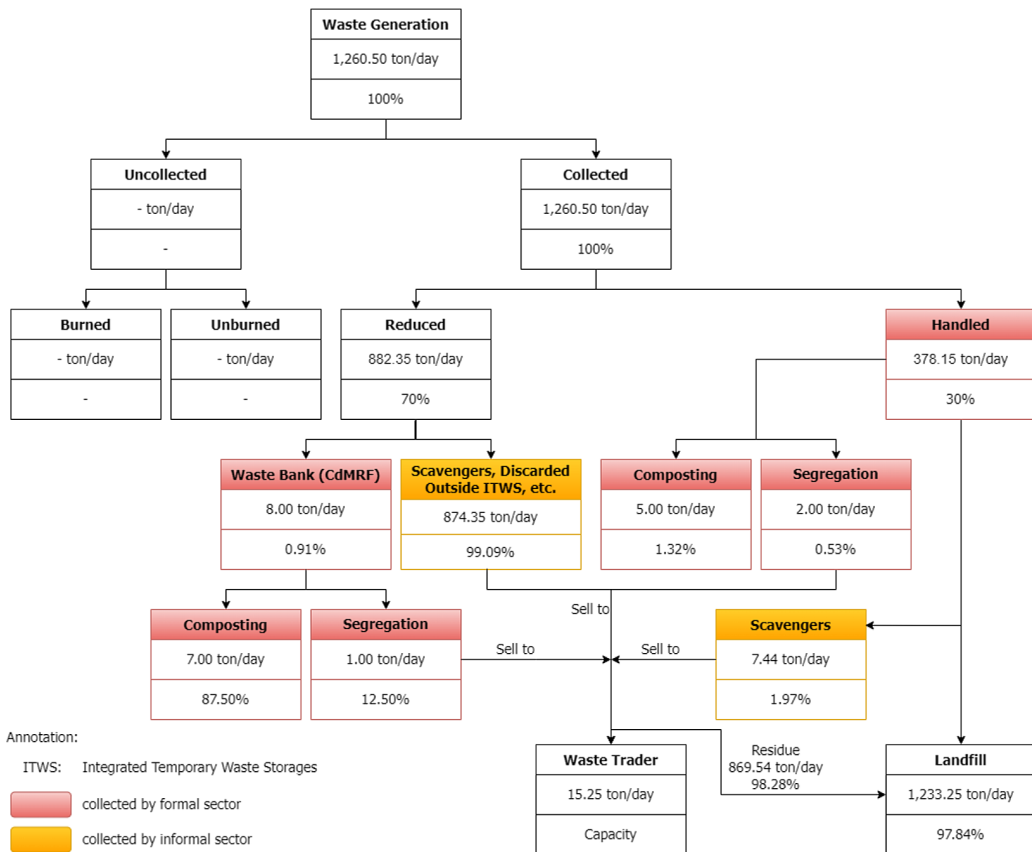 Waste Generation
1,260.50 ton/day
100%
Uncollected
- ton/day
-
Collected
1,260.50 ton/day
100%
Burned
- ton/day
-
Unburned
- ton/day
-
Reduced
882.35 ton/day
70%
Handled
378.15 ton/day
30%
Waste Bank (CdMRF)
8.00 ton/day
0.91%
Scavengers, Discarded
Outside ITWS, etc.
874.35 ton/day
99.09%
Composting
5.00 ton/day
1.32%
Segregation
2.00 ton/day
0.53%
Composting
7.00 ton/day
87.50%
Segregation
1.00 ton/day
12.50%
Sell to
Sell to
Sell to
Scavengers
7.44 ton/day
1.97%
Waste Trader
15.25 ton/day
Capacity
Residue
869.54 ton/day
98.28%
Landfill
1,233.25 ton/day
97.84%
Annotation:
ITWS: Integrated Temporary Waste Storages
collected by formal sector
collected by informal sector